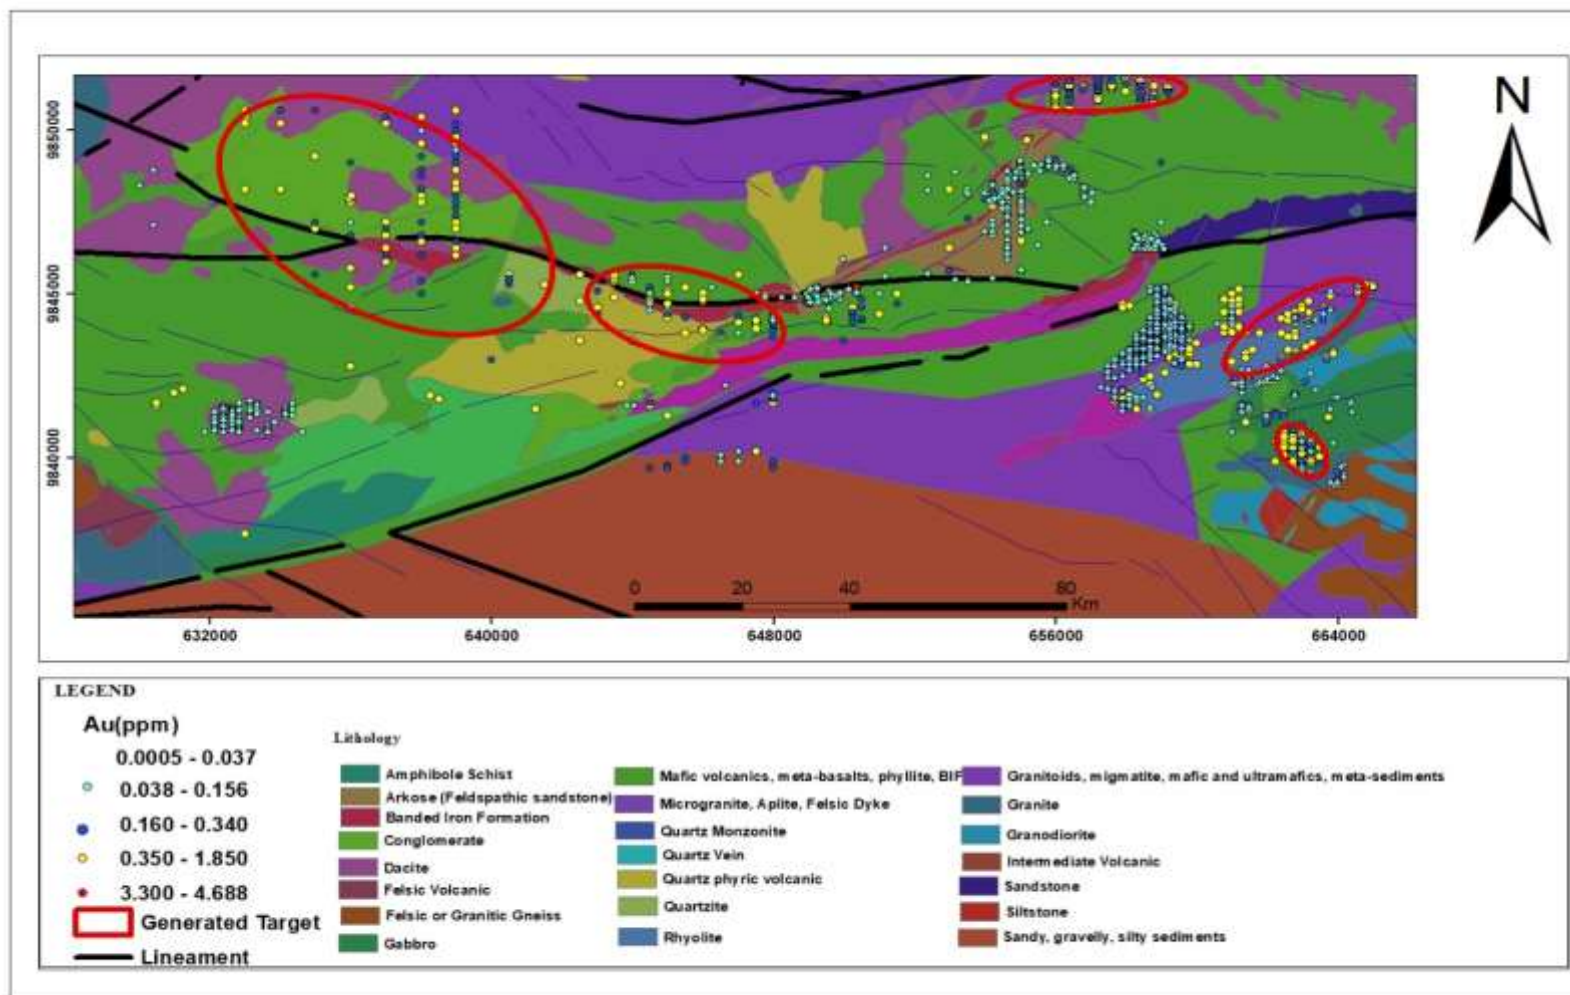 N
9850000
9845000
9840000
0 20 40 80
Km
632000 640000 648000 656000 664000
LEGEND
Au(ppm)
0.0005 - 0.037
0.038 - 0.156
0.160 - 0.340
0.350 - 1.850
3.300 - 4.688
Generated Target
Lineament
Lithology
Amphibole Schist
Arkose (Feldspathic sandstone)
Banded Iron Formation
Conglomerate
Dacite
Felsic Volcanic
Felsic or Granitic Gneiss
Gabbro
Mafic volcanics, meta-basalts, phyllite, BIF
Microgranite, Aplite, Felsic Dyke
Quartz Monzonite
Quartz Vein
Quartz phyric volcanic
Quartzite
Rhyolite
Granitoids, migmatite, mafic and ultramafics, meta-sediments
Granite
Granodiorite
Intermediate Volcanic
Sandstone
Siltstone
Sandy, gravelly, silty sediments